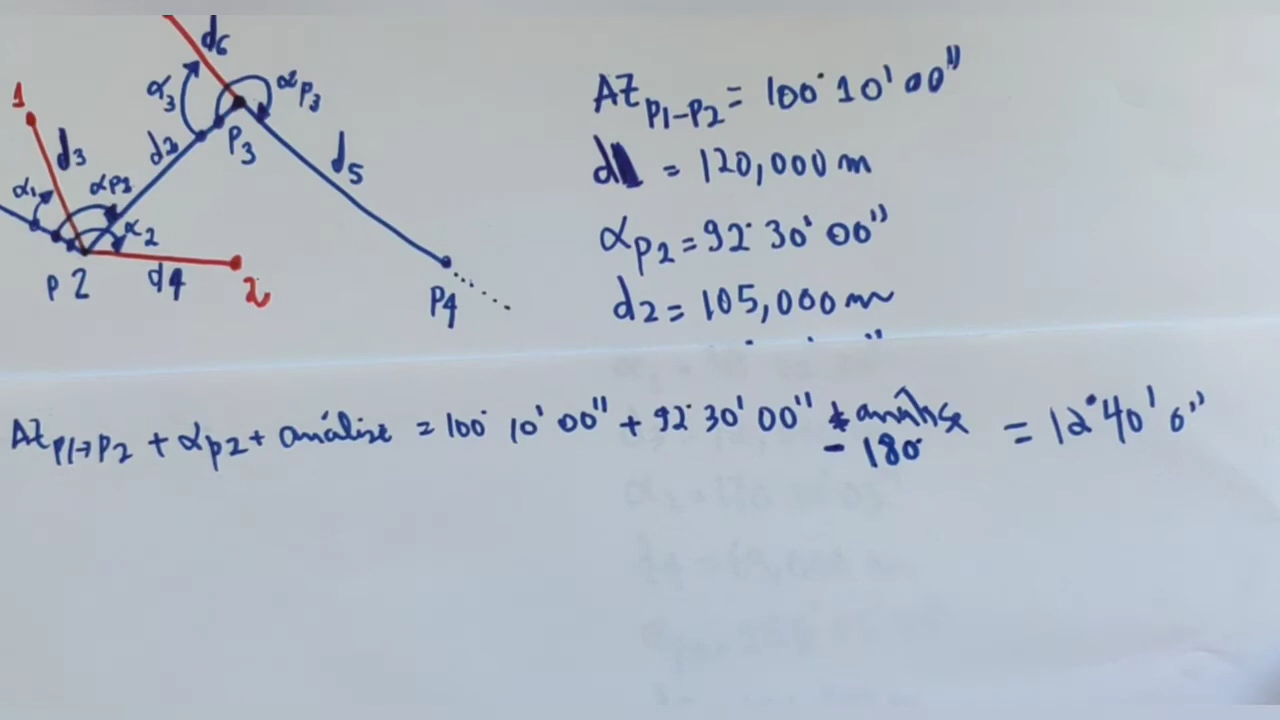 d6
α3
αP3
1
d3
d2
P3
d5
α1
αP2
α2
P2
d4
2
P4
AZP1-P2 = 100° 10' 00"
d1 = 120,000 m
αP2 = 92° 30' 00"
d2 = 105,000 m
AZP1→P2 + αP2 + análise = 100° 10' 00" + 92° 30' 00" ± análise = 12° 40' 0"
- 180°